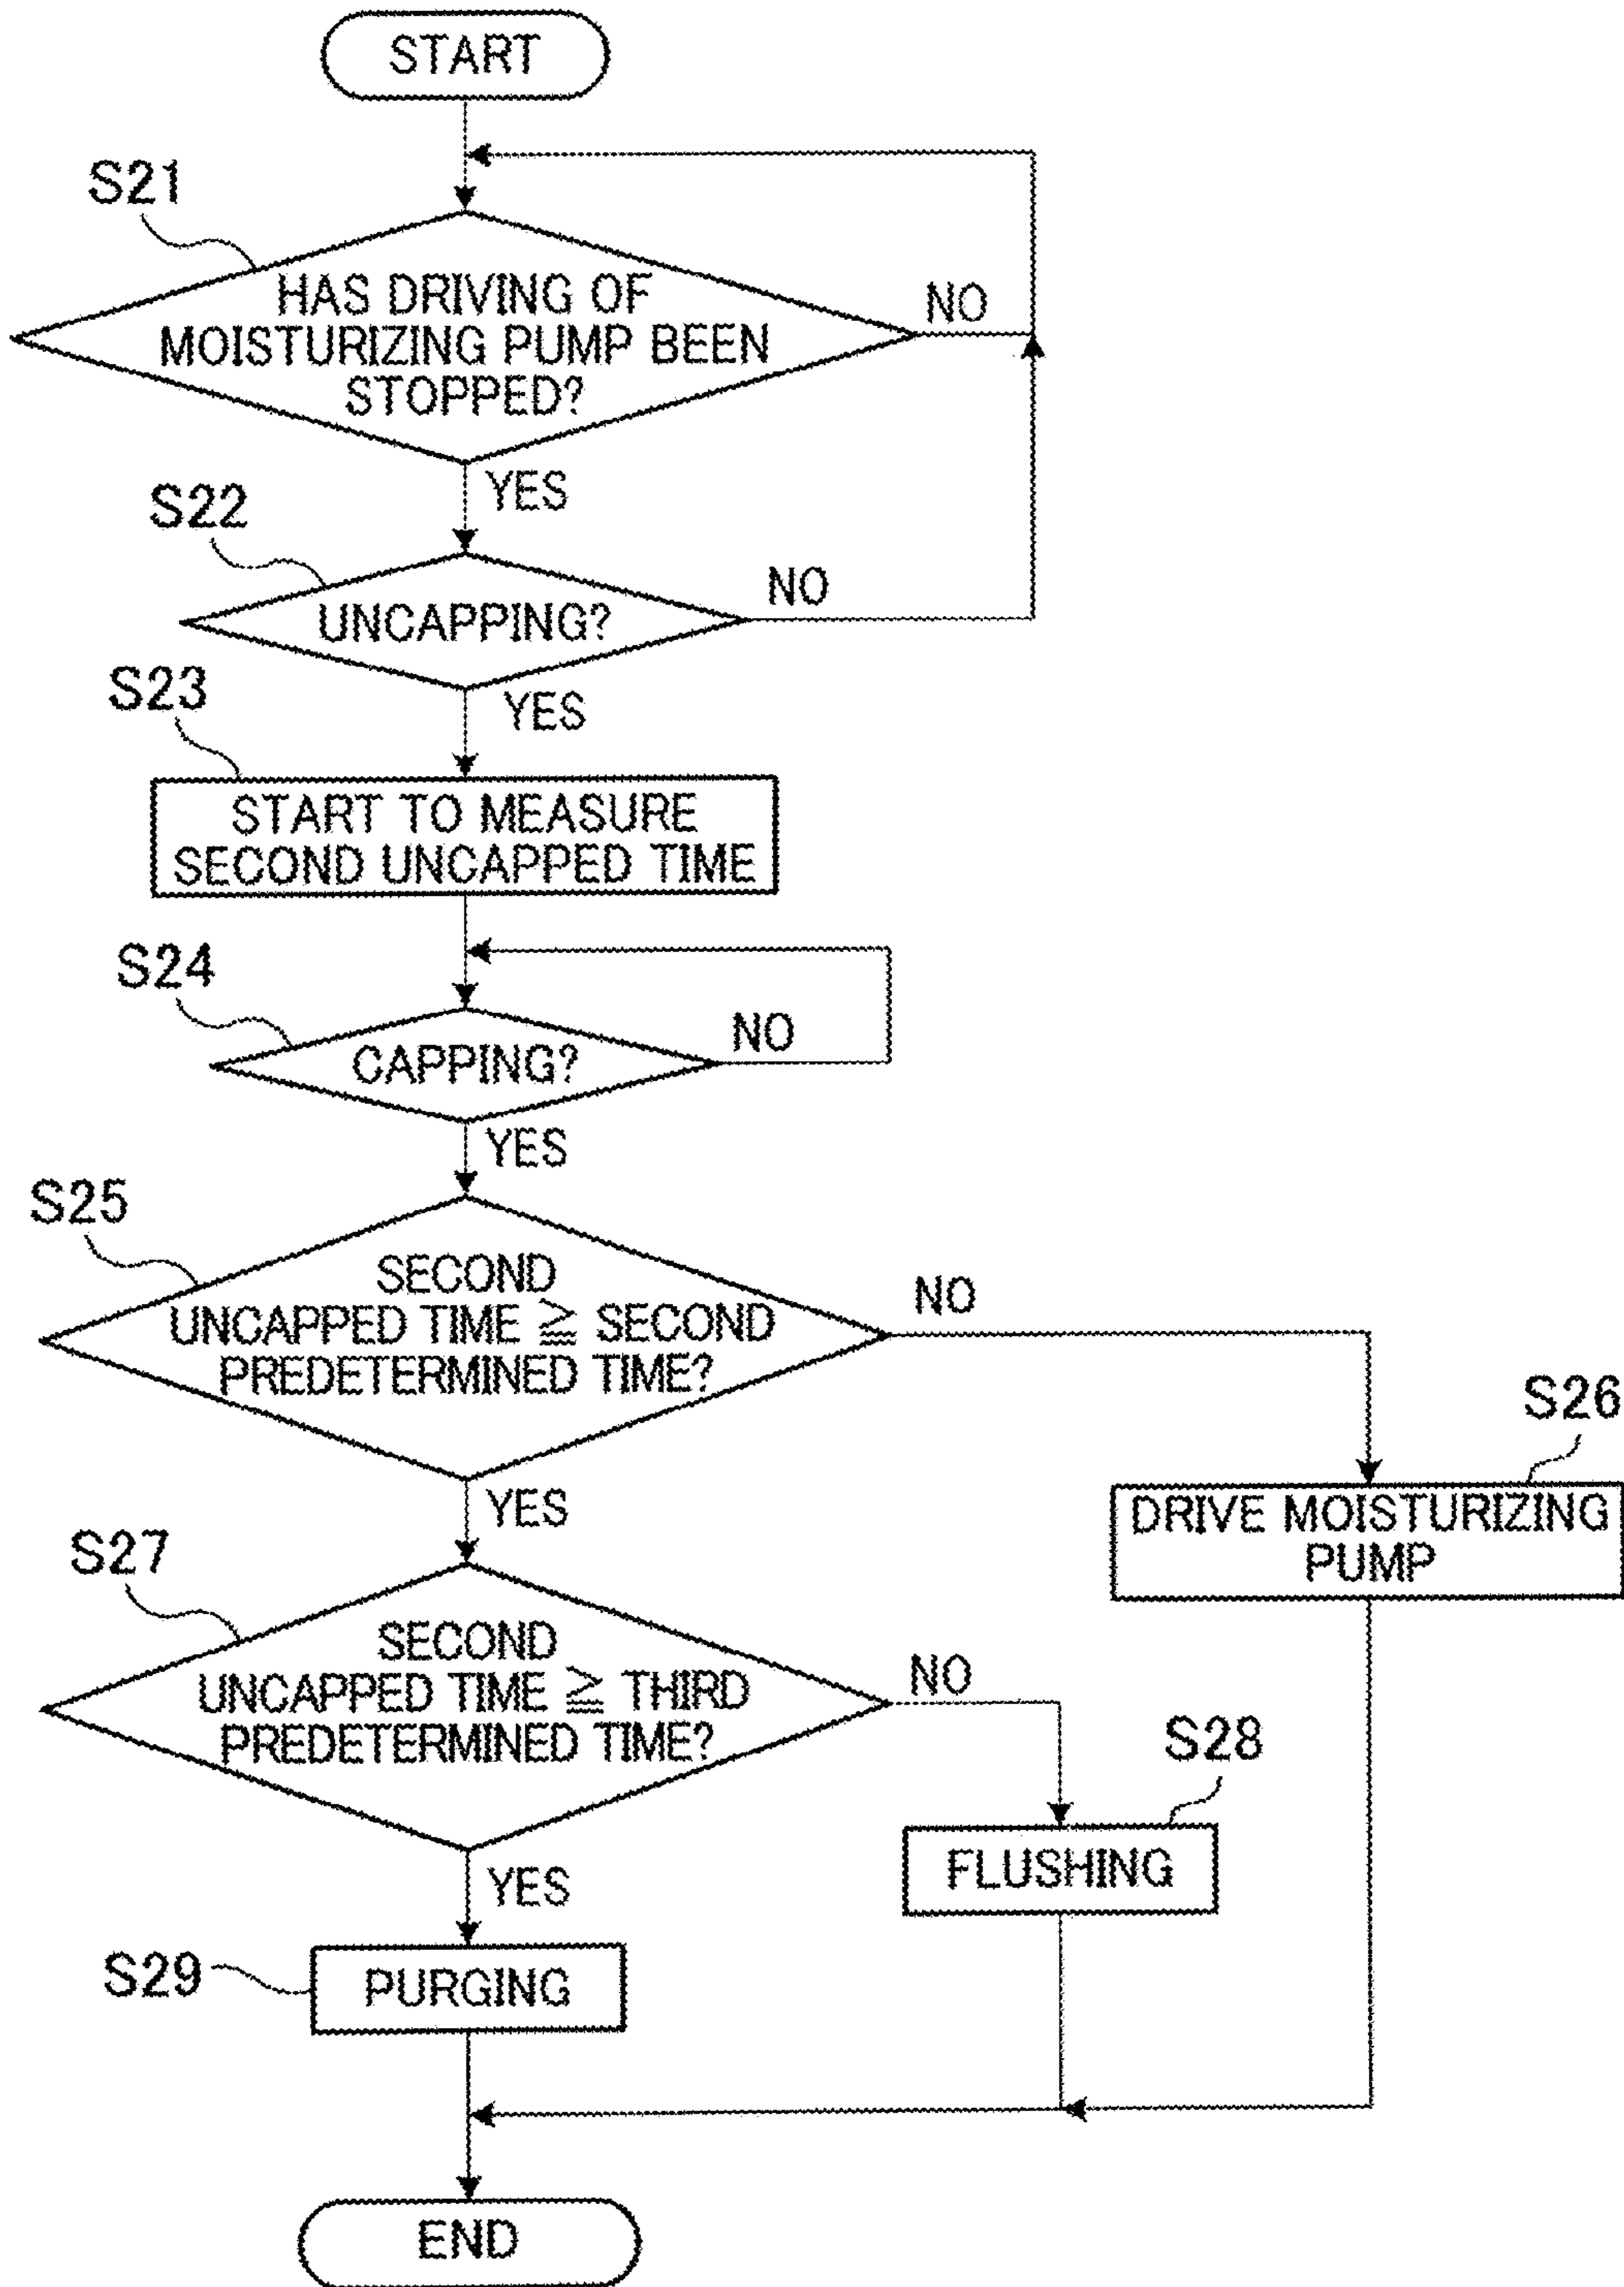 START
S21
HAS DRIVING OF
MOISTURIZING PUMP BEEN
STOPPED?
NO
YES
S22
UNCAPPING?
NO
YES
S23
START TO MEASURE
SECOND UNCAPPED TIME
S24
CAPPING?
NO
YES
S25
SECOND
UNCAPPED TIME ≧ SECOND
PREDETERMINED TIME?
NO
YES
S26
DRIVE MOISTURIZING
PUMP
S27
SECOND
UNCAPPED TIME ≧ THIRD
PREDETERMINED TIME?
NO
YES
S28
FLUSHING
S29
PURGING
END